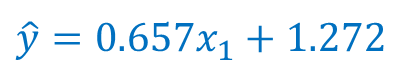 ŷ = 0.657x₁ + 1.272